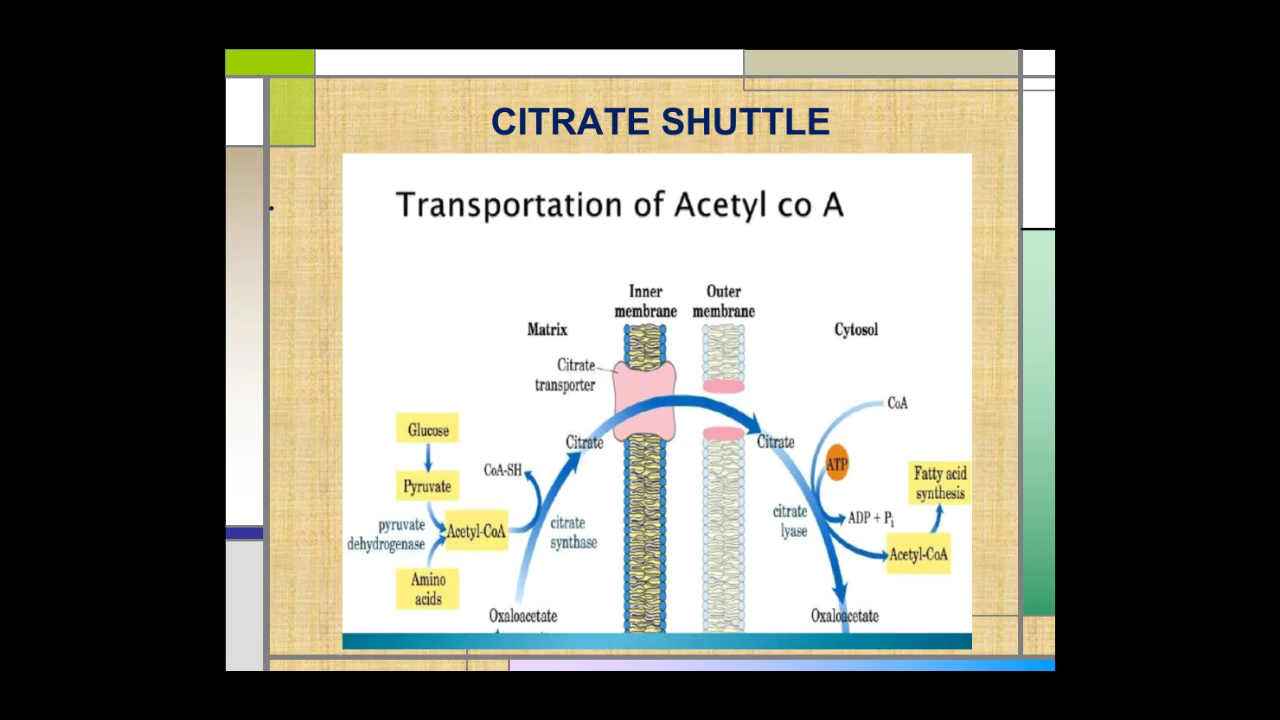 CITRATE SHUTTLE
•
Transportation of Acetyl co A
Inner
membrane
Outer
membrane
Matrix
Cytosol
Citrate
transporter
CoA
Glucose
Citrate
Citrate
CoA-SH
ATP
Fatty acid
synthesis
Pyruvate
pyruvate
dehydrogenase
Acetyl-CoA
citrate
synthase
citrate
lyase
ADP + Pi
Acetyl-CoA
Amino
acids
Oxaloacetate
Oxaloacetate